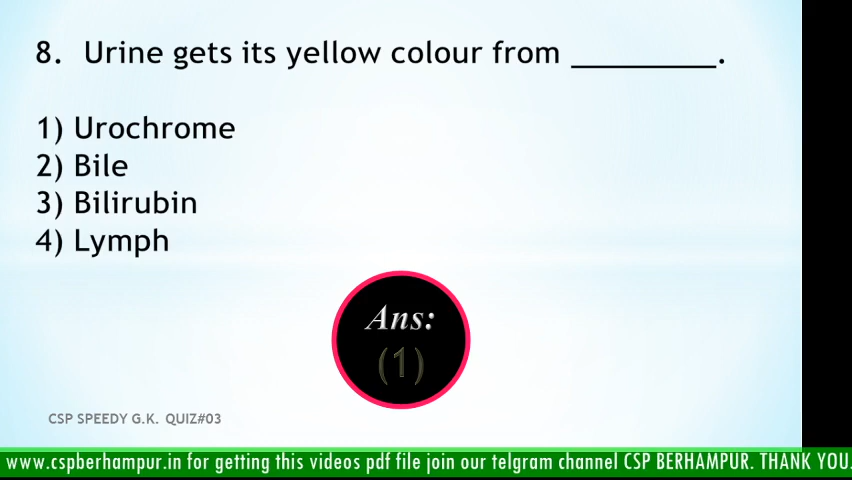 8. Urine gets its yellow colour from _________.
1) Urochrome
2) Bile
3) Bilirubin
4) Lymph
Ans:
(1)
CSP SPEEDY G.K. QUIZ#03
www.cspberhampur.in for getting this videos pdf file join our telgram channel CSP BERHAMPUR. THANK YOU.